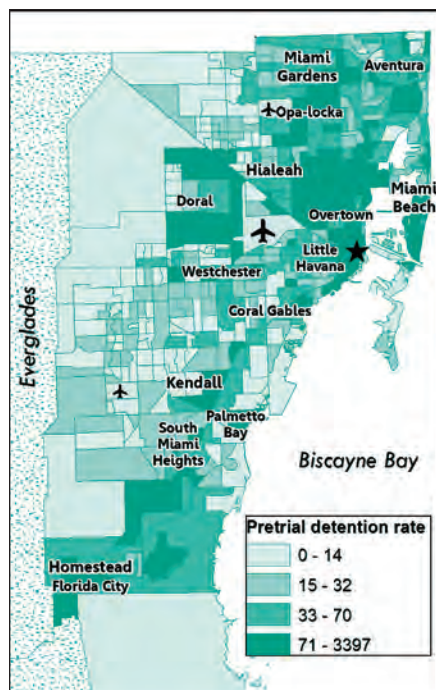 Miami
Gardens
Aventura
Opa-locka
Hialeah
Miami
Beach
Doral
Overtown
Little
Havana
Westchester
Coral Gables
Everglades
Kendall
Palmetto
Bay
South
Miami
Heights
Biscayne Bay
Homestead
Florida City
Pretrial detention rate
0 - 14
15 - 32
33 - 70
71 - 3397